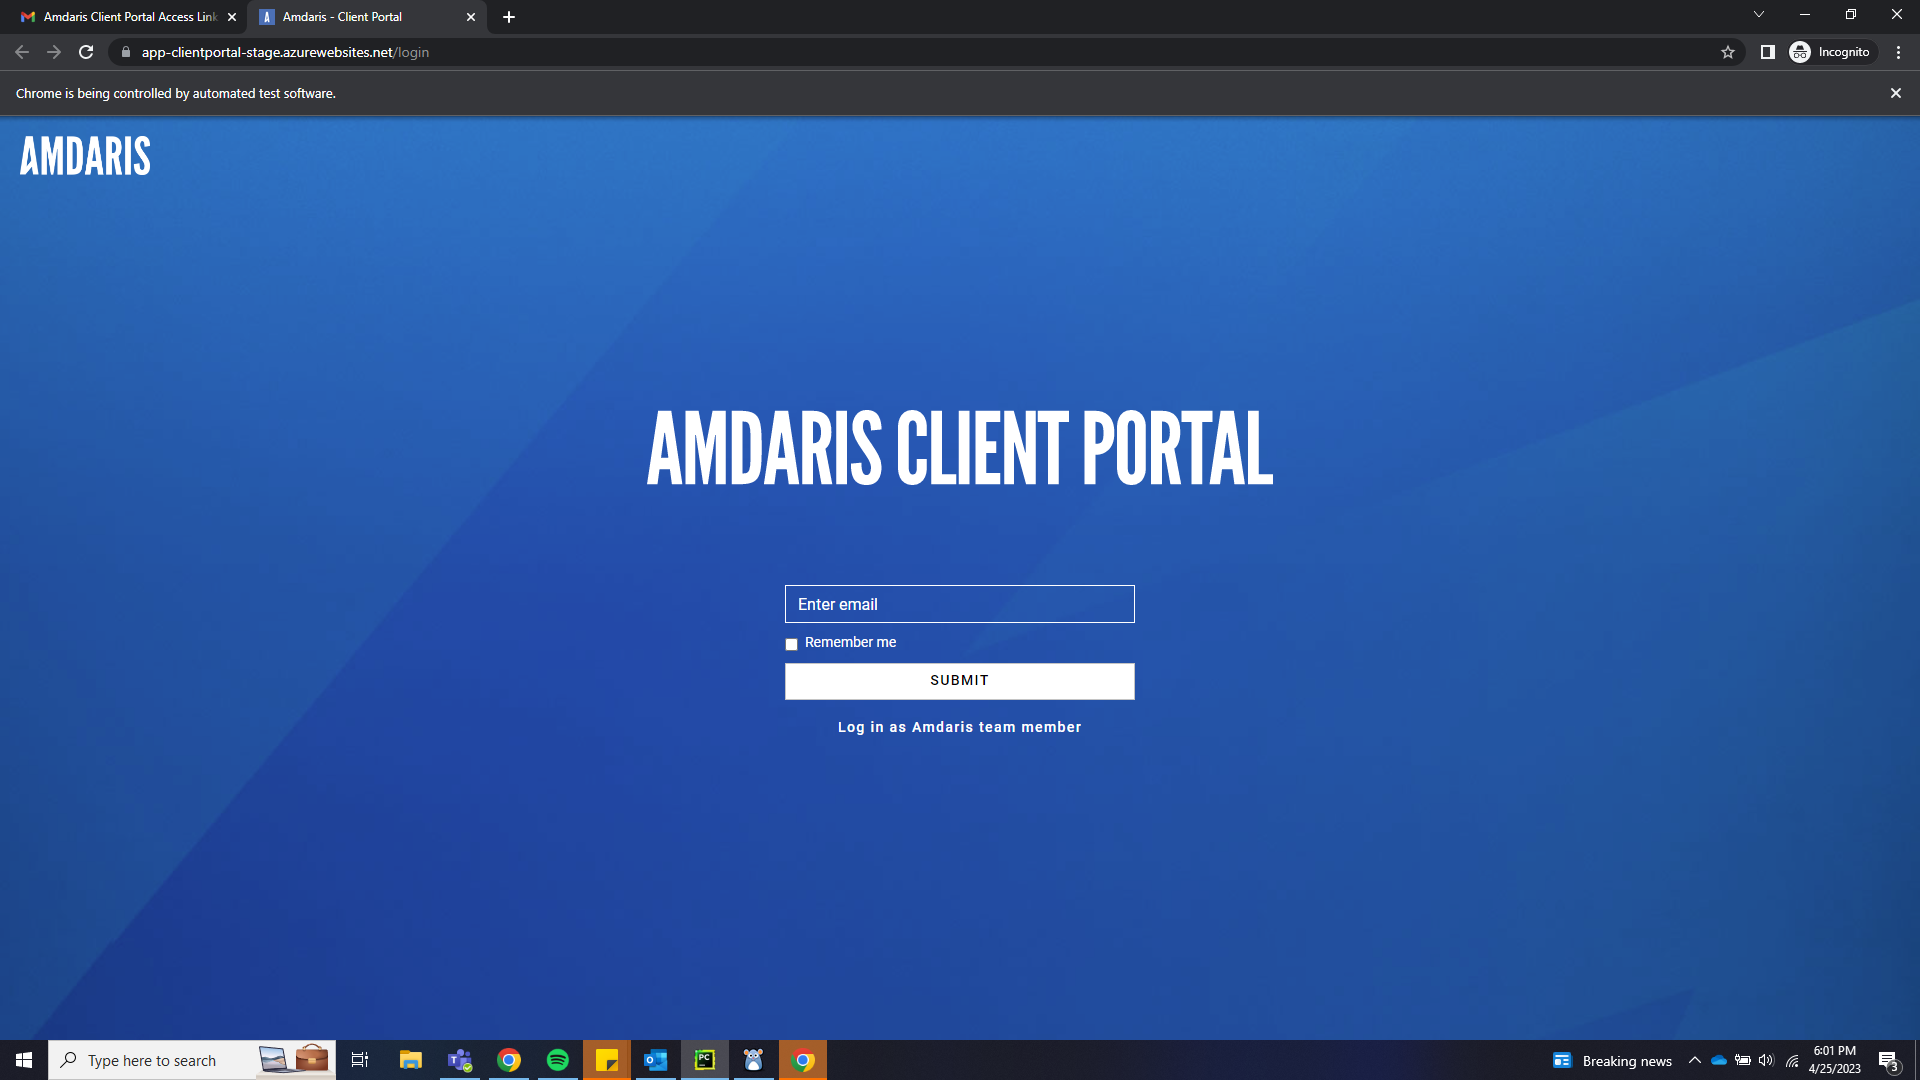 Amdaris Client Portal Access Link
Amdaris - Client Portal
app-clientportal-stage.azurewebsites.net/login
Incognito
Chrome is being controlled by automated test software.
AMDARIS
AMDARIS CLIENT PORTAL
Enter email
Remember me
SUBMIT
Log in as Amdaris team member
Type here to search
PC
Breaking news
6:01 PM
4/25/2023
3